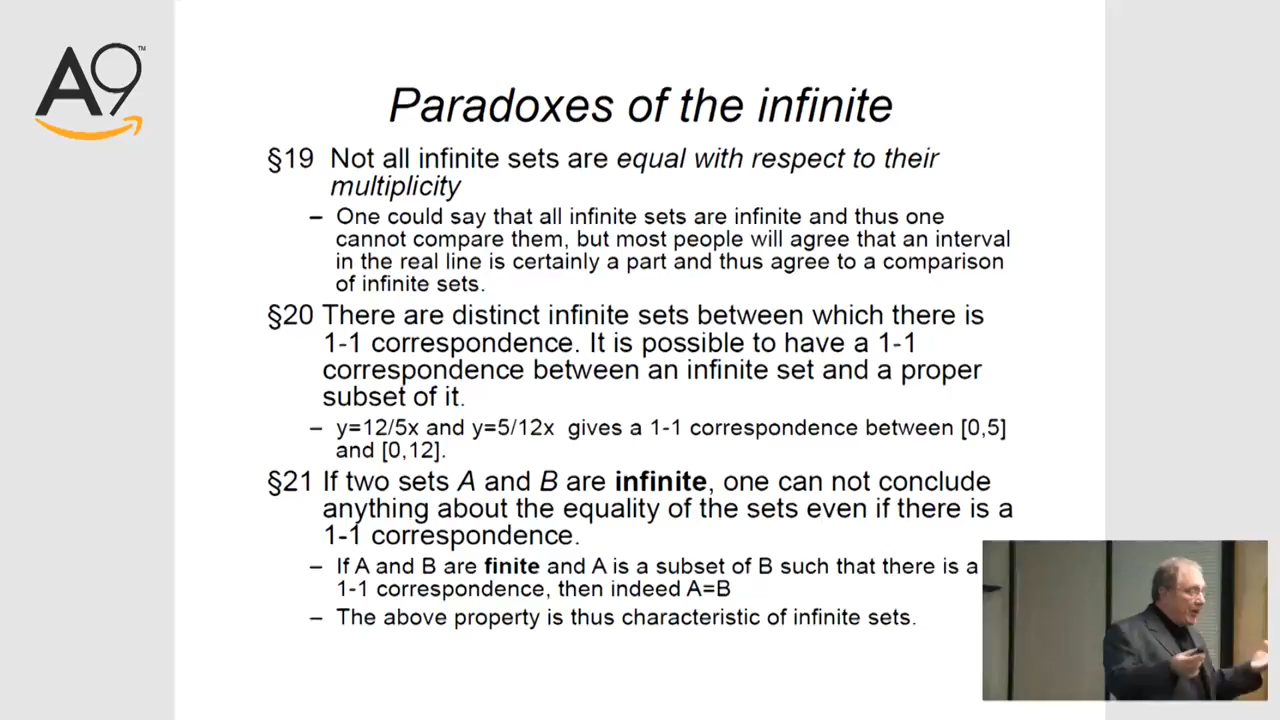 A9™
Paradoxes of the infinite
§19 Not all infinite sets are equal with respect to their
multiplicity
– One could say that all infinite sets are infinite and thus one
cannot compare them, but most people will agree that an interval
in the real line is certainly a part and thus agree to a comparison
of infinite sets.
§20 There are distinct infinite sets between which there is
1-1 correspondence. It is possible to have a 1-1
correspondence between an infinite set and a proper
subset of it.
– y=12/5x and y=5/12x gives a 1-1 correspondence between [0,5]
and [0,12].
§21 If two sets A and B are infinite, one can not conclude
anything about the equality of the sets even if there is a
1-1 correspondence.
– If A and B are finite and A is a subset of B such that there is a
1-1 correspondence, then indeed A=B
– The above property is thus characteristic of infinite sets.